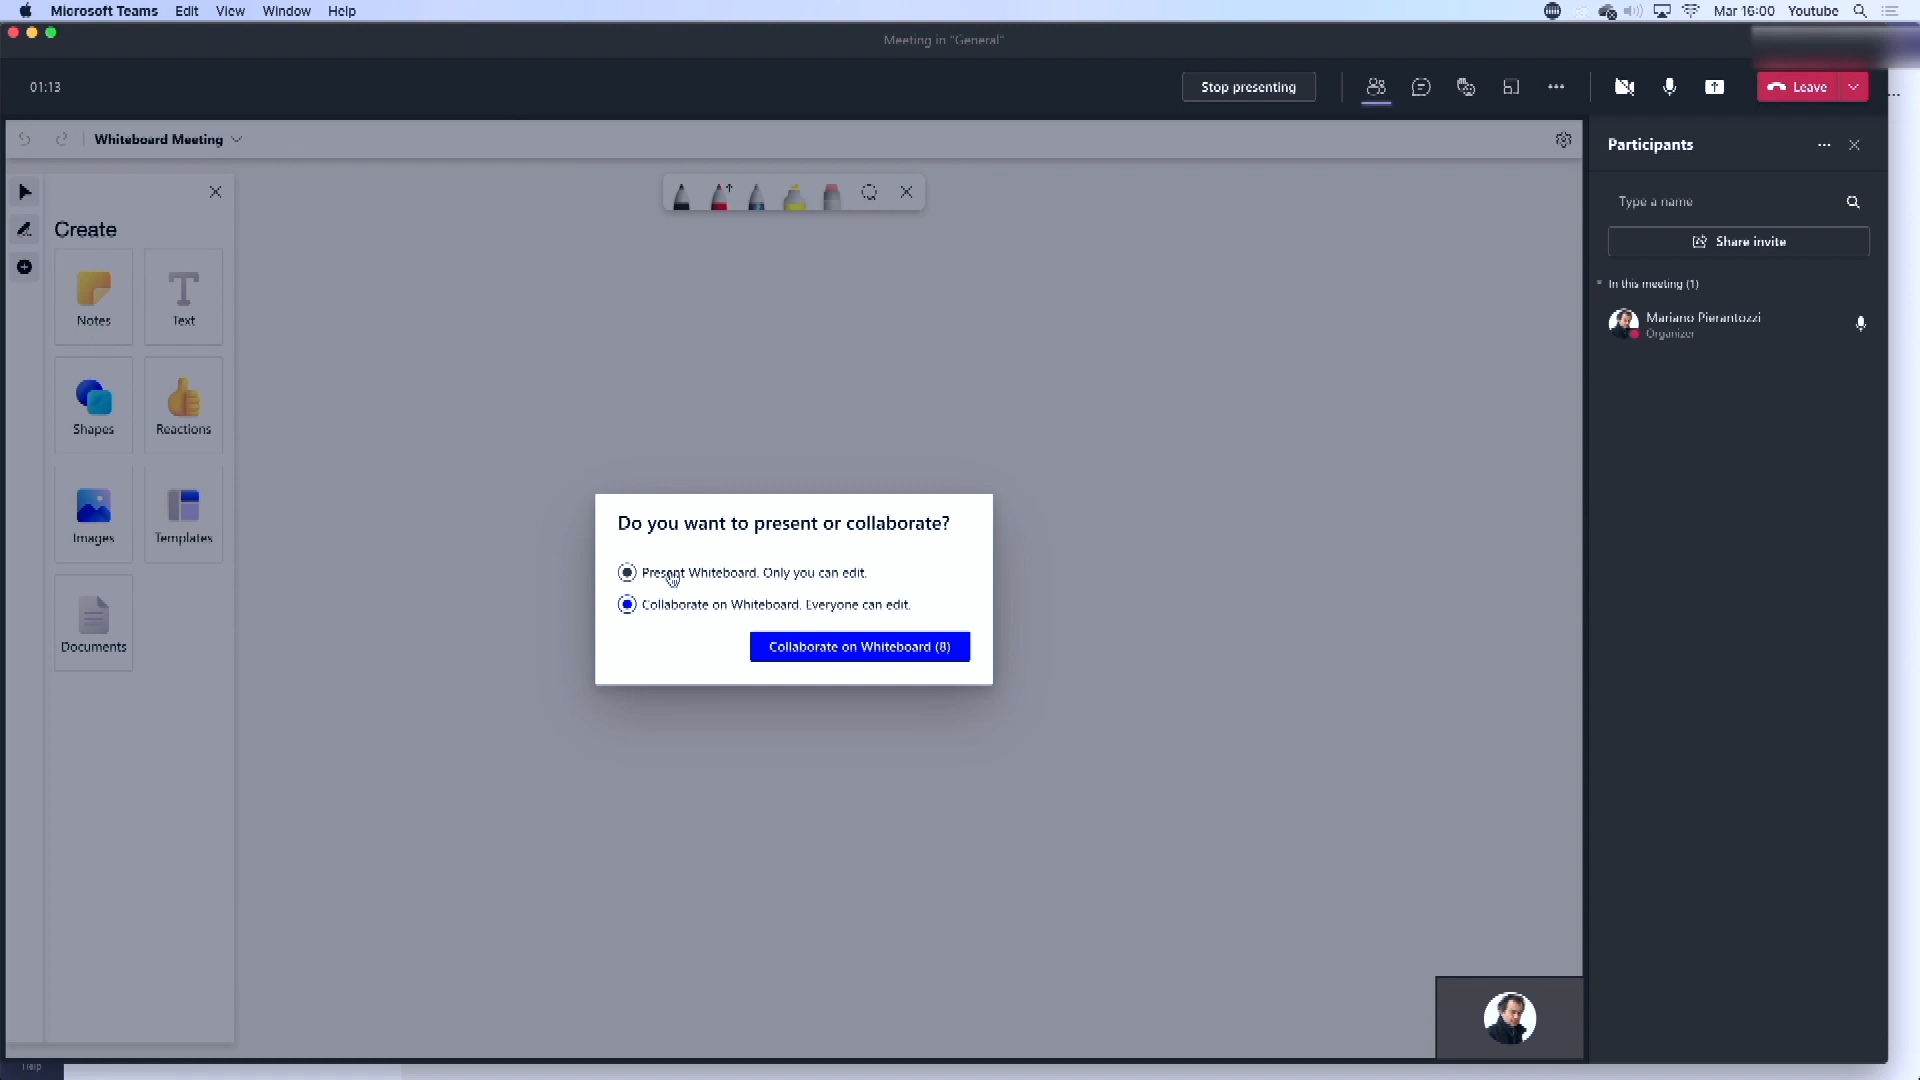 Microsoft Teams Edit View Window Help
Mar 16:00 Youtube
Meeting in "General"
01:13
Stop presenting
Leave
Whiteboard Meeting
Participants
Create
Type a name
Share invite
In this meeting (1)
Mariano Pierantozzi
Organizer
Notes Text
Shapes Reactions
Images Templates
Documents
Do you want to present or collaborate?
Present Whiteboard. Only you can edit.
Collaborate on Whiteboard. Everyone can edit.
Collaborate on Whiteboard (8)
Help